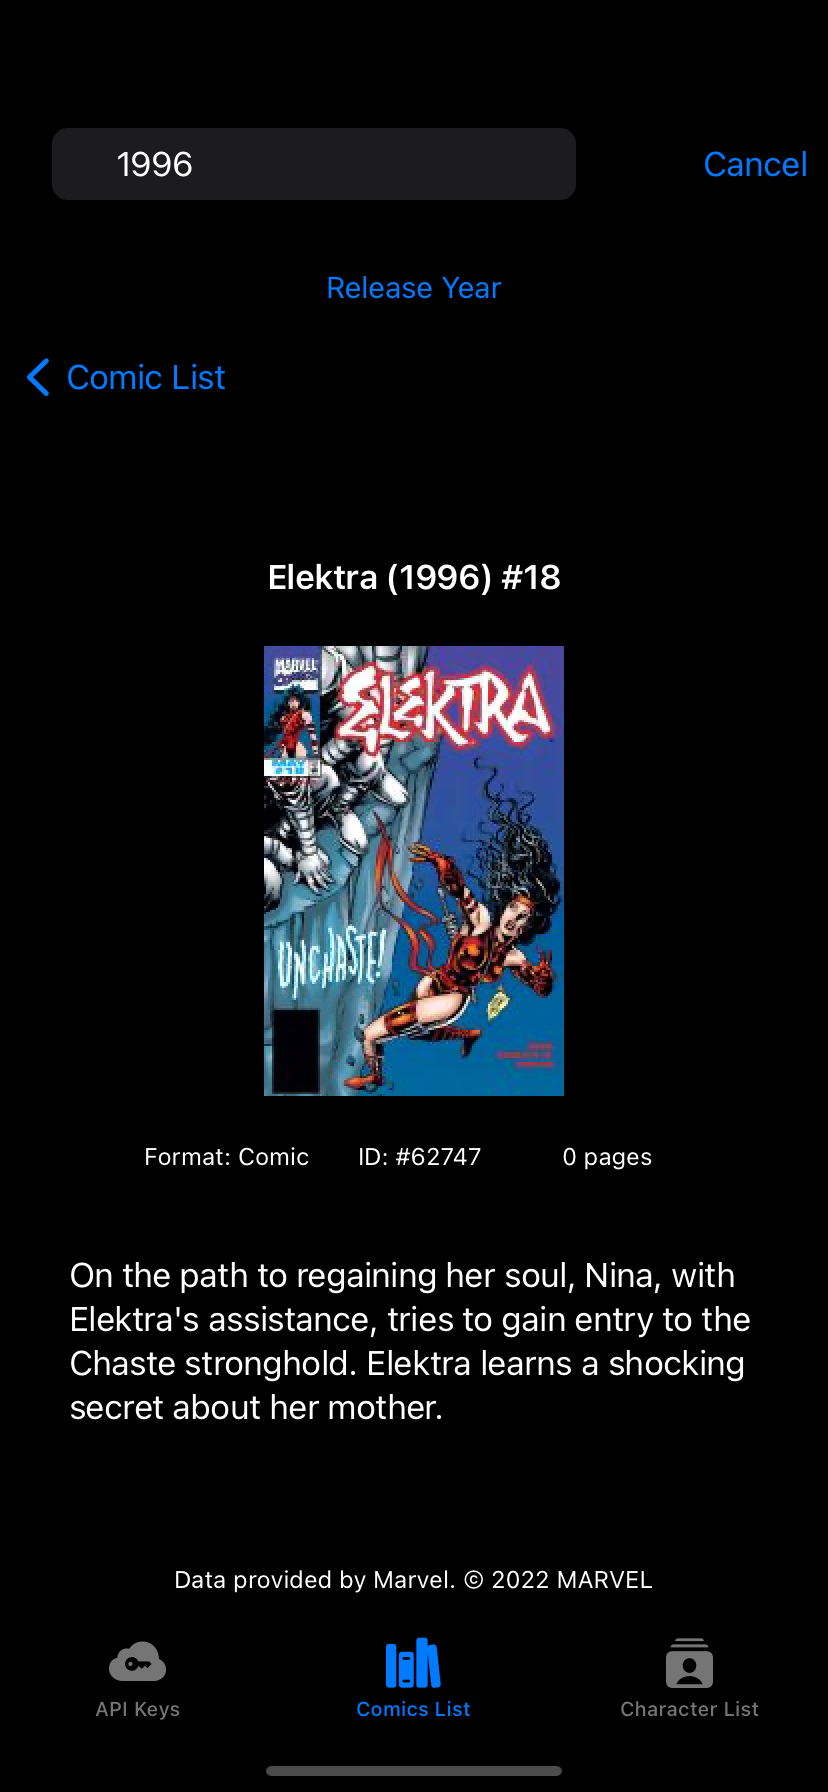 1996
Cancel
Release Year
Comic List
Elektra (1996) #18
MARVEL
ELEKTRA
UNCHASTE!
Format: Comic ID: #62747 0 pages
On the path to regaining her soul, Nina, with
Elektra's assistance, tries to gain entry to the
Chaste stronghold. Elektra learns a shocking
secret about her mother.
Data provided by Marvel. © 2022 MARVEL
API Keys Comics List Character List